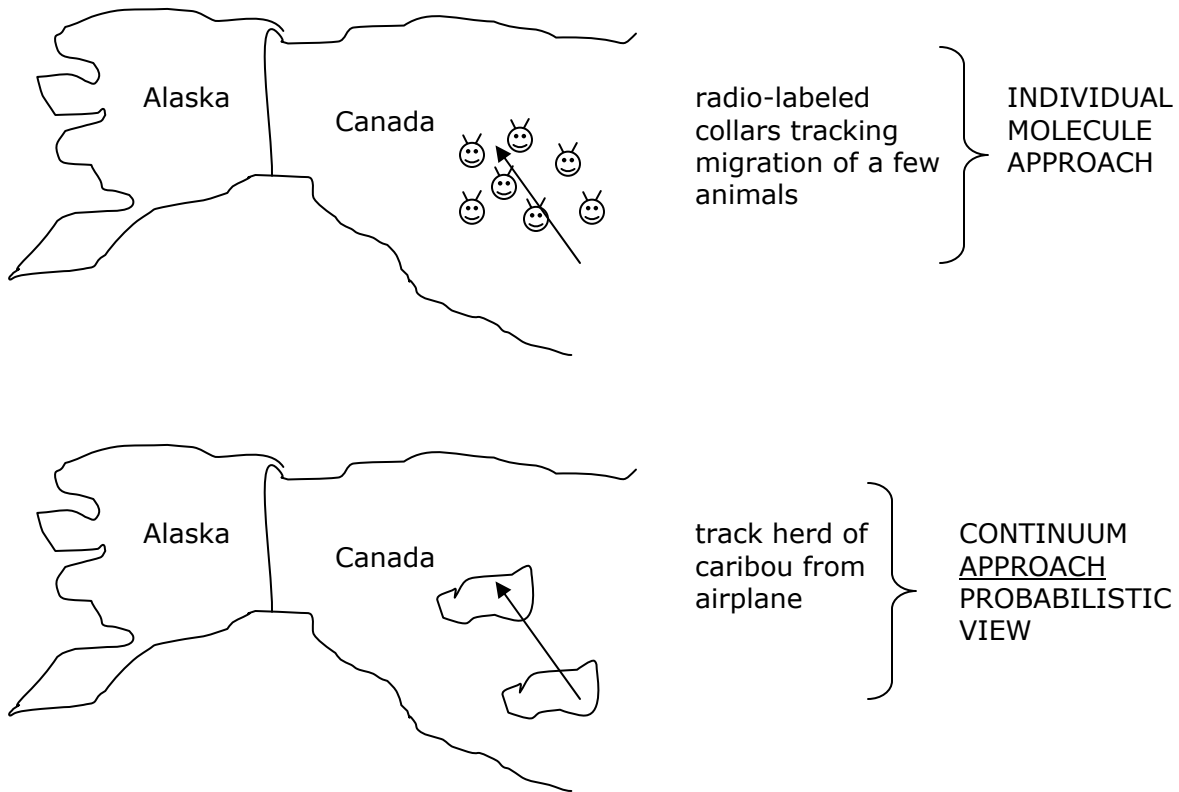 Alaska
Canada
radio-labeled
collars tracking
migration of a few
animals
INDIVIDUAL
MOLECULE
APPROACH
Alaska
Canada
track herd of
caribou from
airplane
CONTINUUM
APPROACH
PROBABILISTIC
VIEW